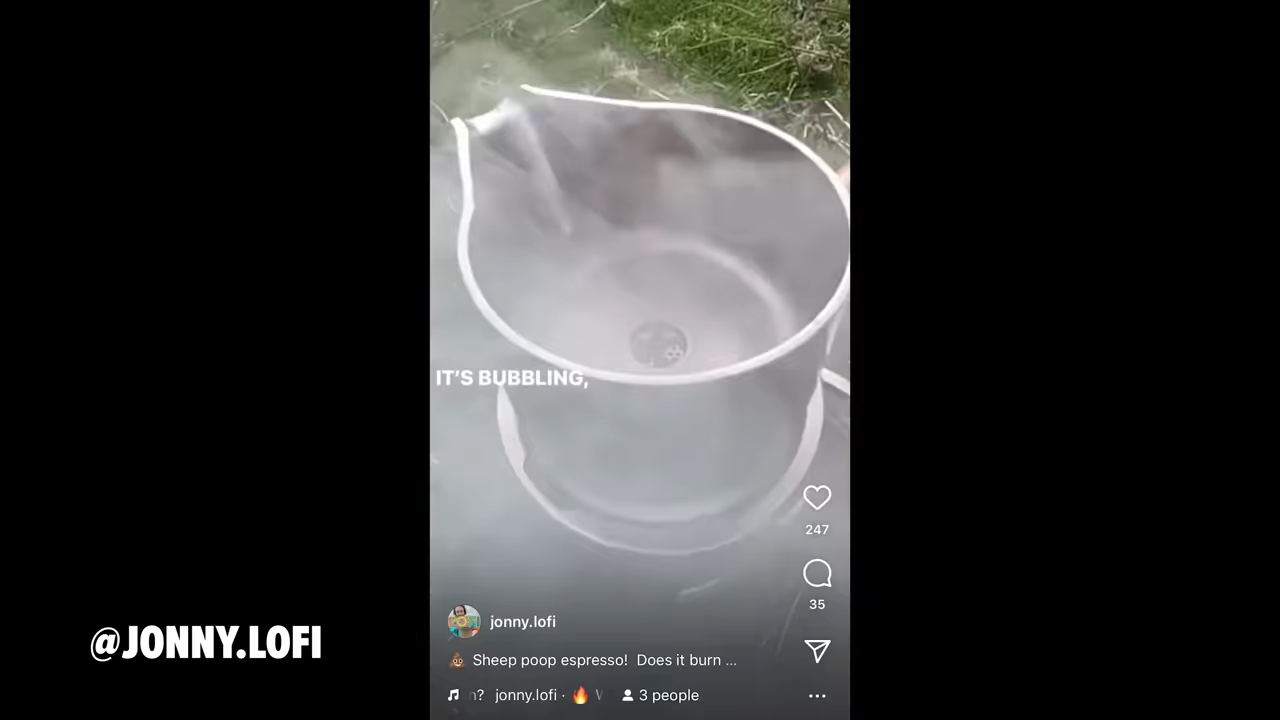 IT'S BUBBLING,
247
35
jonny.lofi
@JONNY.LOFI
💩 Sheep poop espresso! Does it burn ...
n? jonny.lofi · 🔥 W 3 people